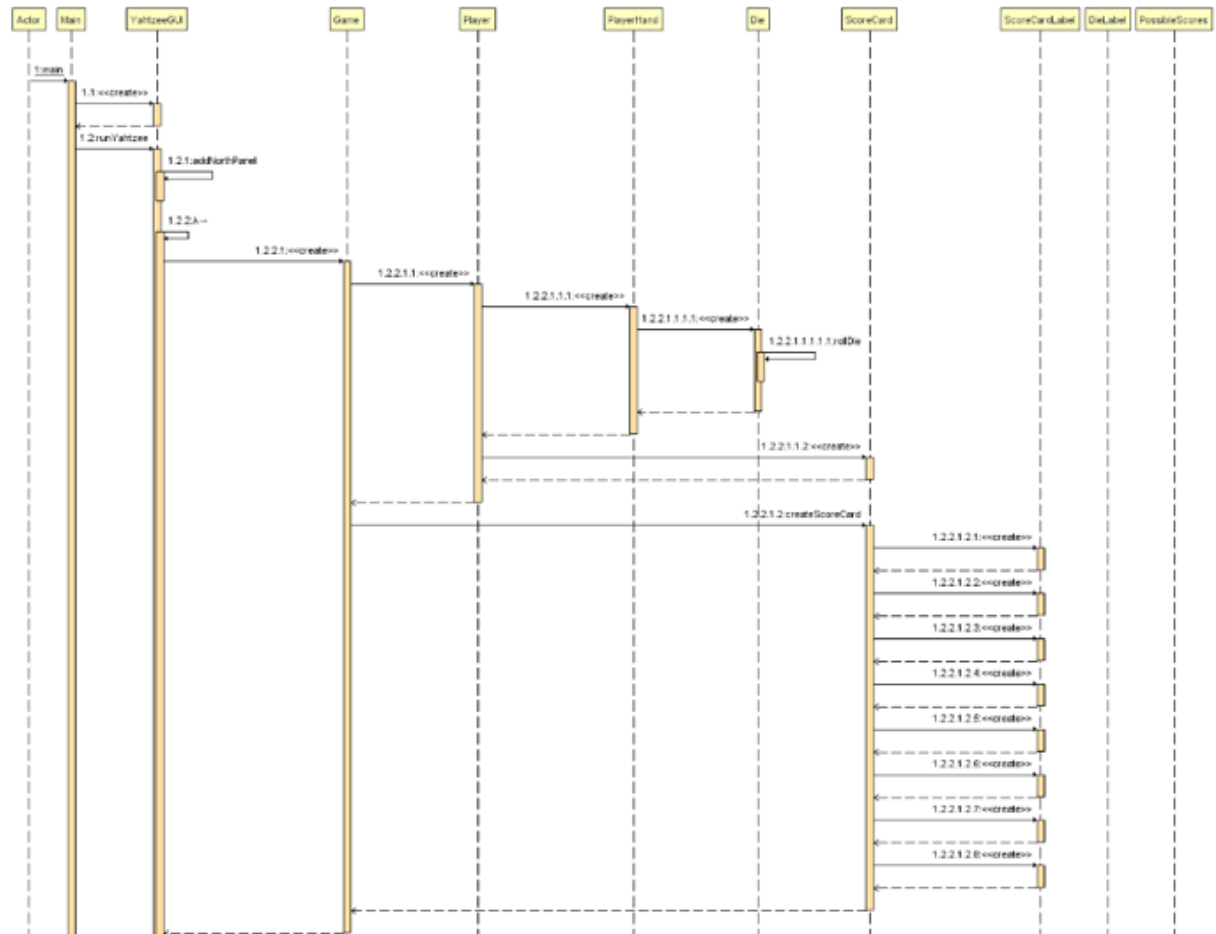 Actor Main YahtzeeGUI Game Player PlayerHand Die ScoreCard ScoreCardLabel DieLabel PossibleScores
1:main
1.1:<<create>>
1.2:runYahtzee
1.2.1:addNorthPanel
1.2.2:λ--
1.2.2.1:<<create>>
1.2.2.1.1:<<create>>
1.2.2.1.1.1:<<create>>
1.2.2.1.1.1.1:<<create>>
1.2.2.1.1.1.1.1:rollDie
1.2.2.1.1.2:<<create>>
1.2.2.1.2:createScoreCard
1.2.2.1.2.1:<<create>>
1.2.2.1.2.2:<<create>>
1.2.2.1.2.3:<<create>>
1.2.2.1.2.4:<<create>>
1.2.2.1.2.5:<<create>>
1.2.2.1.2.6:<<create>>
1.2.2.1.2.7:<<create>>
1.2.2.1.2.8:<<create>>